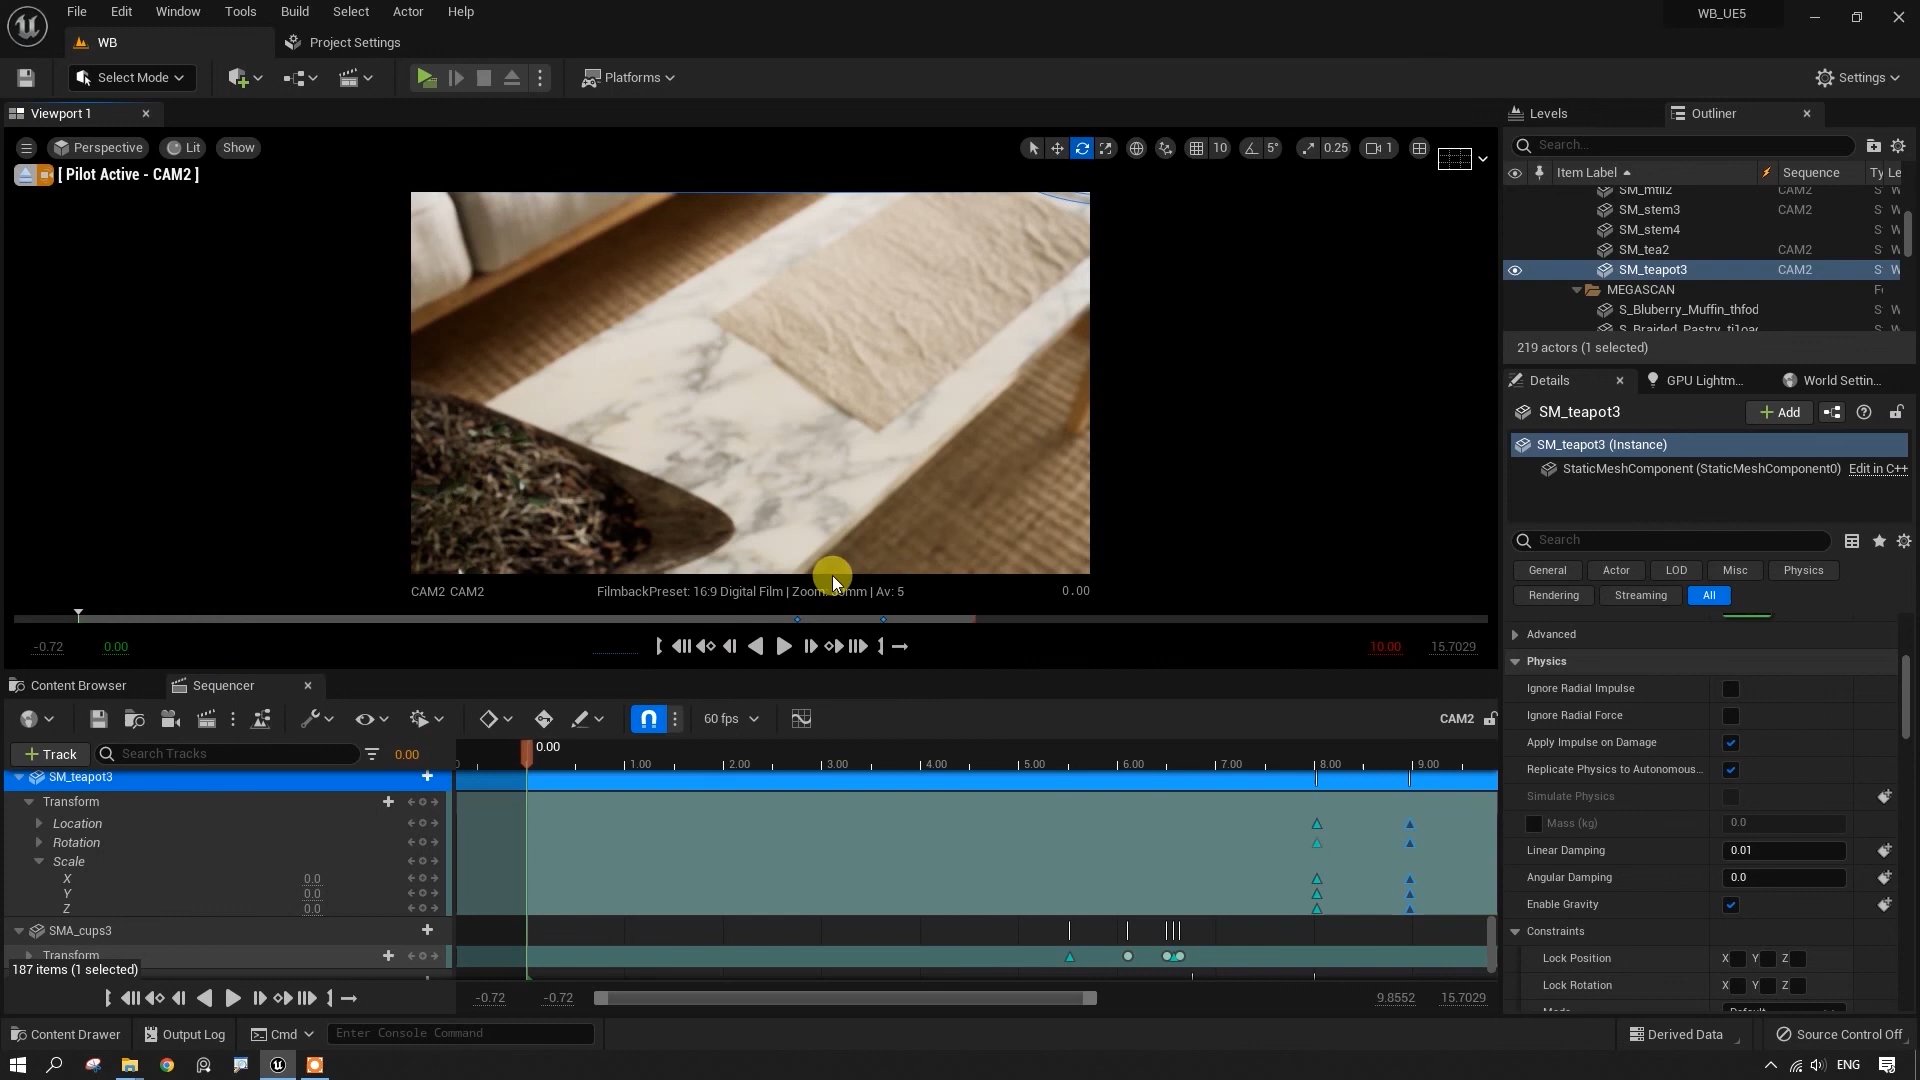 File Edit Window Tools Build Select Actor Help
WB_UE5
WB
Project Settings
Select Mode
Platforms
Settings
Viewport 1
Levels
Outliner
Perspective
Lit
Show
10
5°
0.25
1
Search...
[ Pilot Active - CAM2 ]
Item Label
Sequence
Ty
Le
SM_mtl2 CAM2
SM_stem3 CAM2
SM_stem4
SM_tea2 CAM2
SM_teapot3 CAM2
MEGASCAN
S_Bluberry_Muffin_thfod
S_Braided_Pastry_ti1oac
219 actors (1 selected)
Details
GPU Lightm...
World Settin...
SM_teapot3
Add
SM_teapot3 (Instance)
StaticMeshComponent (StaticMeshComponent0)
Edit in C++
Search
General Actor LOD Misc Physics
Rendering Streaming All
CAM2 CAM2
FilmbackPreset: 16:9 Digital Film | Zoom: mm | Av: 5
0.00
-0.72
0.00
10.00
15.7029
Advanced
Physics
Ignore Radial Impulse
Ignore Radial Force
Apply Impulse on Damage
Replicate Physics to Autonomous...
Simulate Physics
Mass (kg) 0.0
Linear Damping 0.01
Angular Damping 0.0
Enable Gravity
Constraints
Lock Position X Y Z
Lock Rotation X Y Z
Mode Default
Content Browser
Sequencer
60 fps
CAM2
Track
Search Tracks
0.00
0.00
1.00 2.00 3.00 4.00 5.00 6.00 7.00 8.00 9.00
SM_teapot3
Transform
Location
Rotation
Scale
X 0.0
Y 0.0
Z 0.0
SMA_cups3
Transform
187 items (1 selected)
-0.72
-0.72
9.8552
15.7029
Content Drawer
Output Log
Cmd
Enter Console Command
Derived Data
Source Control Off
ENG